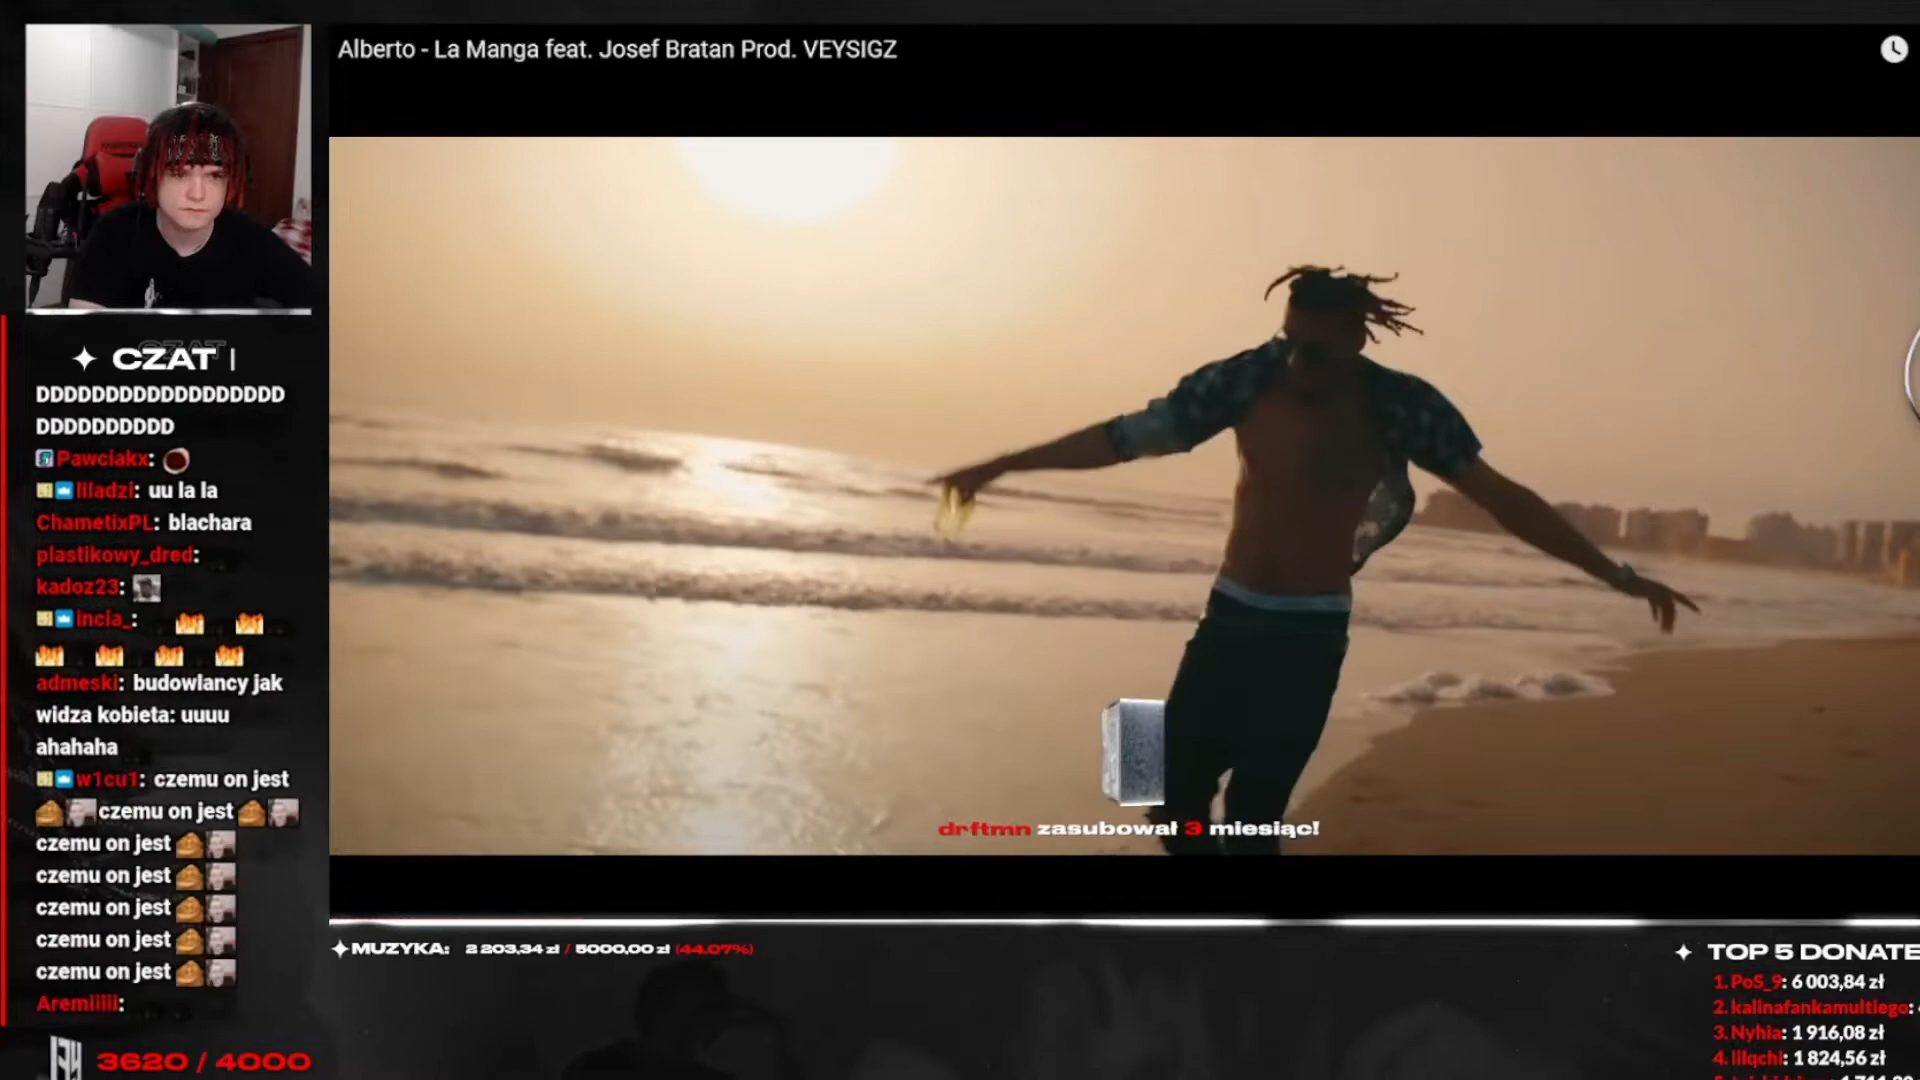 Alberto - La Manga feat. Josef Bratan Prod. VEYSIGZ
CZAT
DDDDDDDDDDDDDDDDDD
DDDDDDDDDD
Pawciakx:
liladzi: uu la la
ChametixPL: blachara
plastikowy_dred:
kadoz23:
incia_:
admeski: budowlancy jak
widza kobieta: uuuu
ahahaha
w1cu1: czemu on jest
czemu on jest
czemu on jest
czemu on jest
czemu on jest
czemu on jest
czemu on jest
Aremiiiii:
3620 / 4000
drftmn zasubował 3 miesiąc!
MUZYKA: 2 203,34 zł / 5000,00 zł (44.07%)
TOP 5 DONATE
1. PoS_9: 6 003,84 zł
2. kalinafankamultiego:
3. Nyhia: 1 916,08 zł
4. lilqchi: 1 824,56 zł